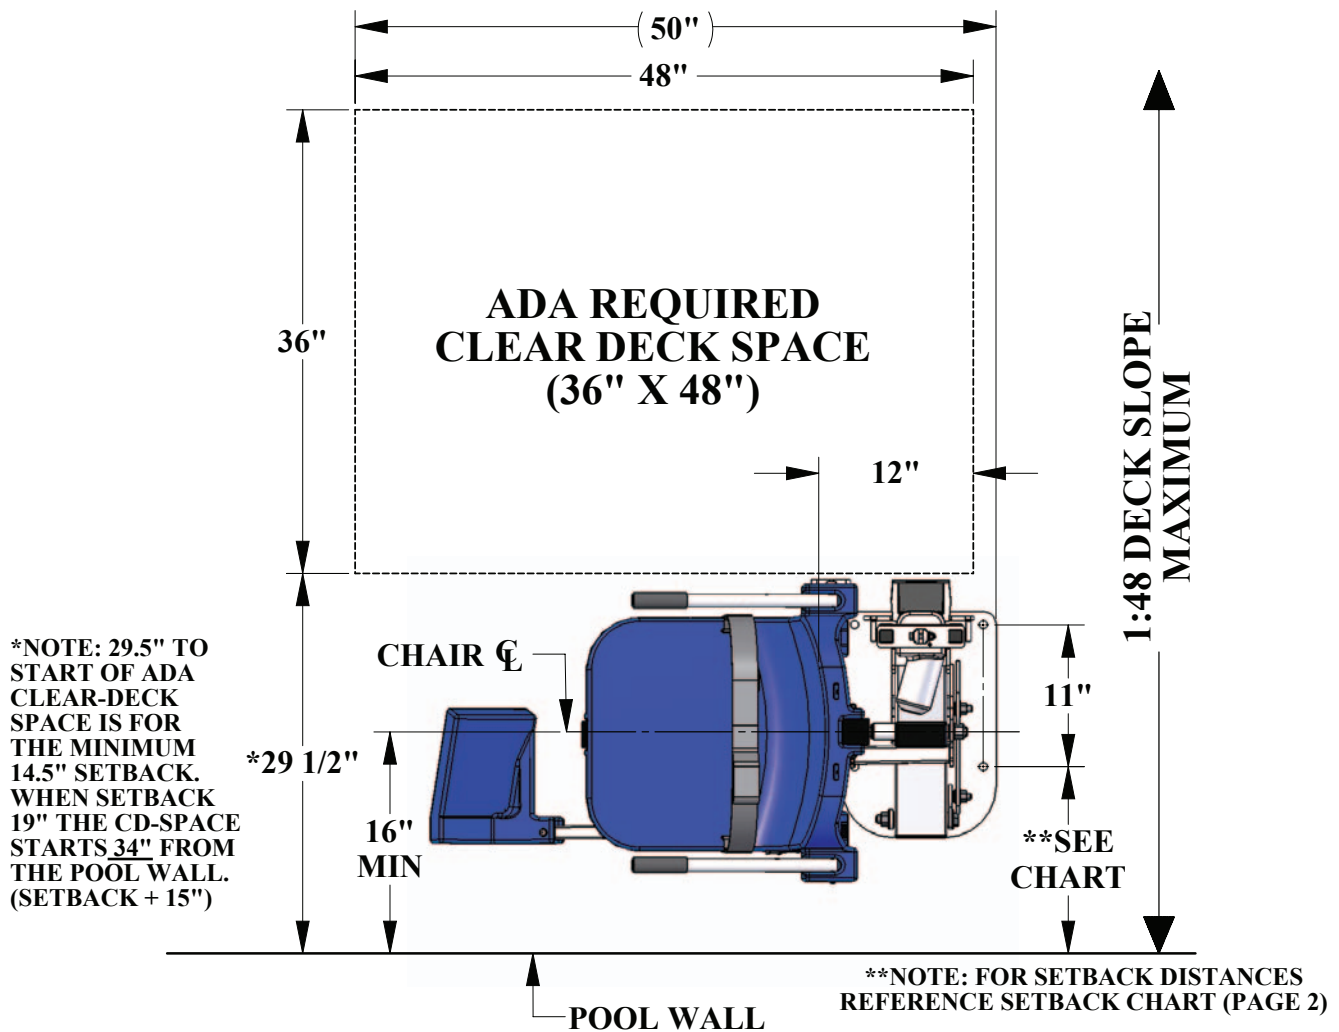 (50")
48"
36"
ADA REQUIRED
CLEAR DECK SPACE
(36" X 48")
12"
1:48 DECK SLOPE
MAXIMUM
*NOTE: 29.5" TO
START OF ADA
CLEAR-DECK
SPACE IS FOR
THE MINIMUM
14.5" SETBACK.
WHEN SETBACK
19" THE CD-SPACE
STARTS 34" FROM
THE POOL WALL.
(SETBACK + 15")
*29 1/2"
CHAIR ℄
16"
MIN
11"
**SEE
CHART
**NOTE: FOR SETBACK DISTANCES
REFERENCE SETBACK CHART (PAGE 2)
POOL WALL